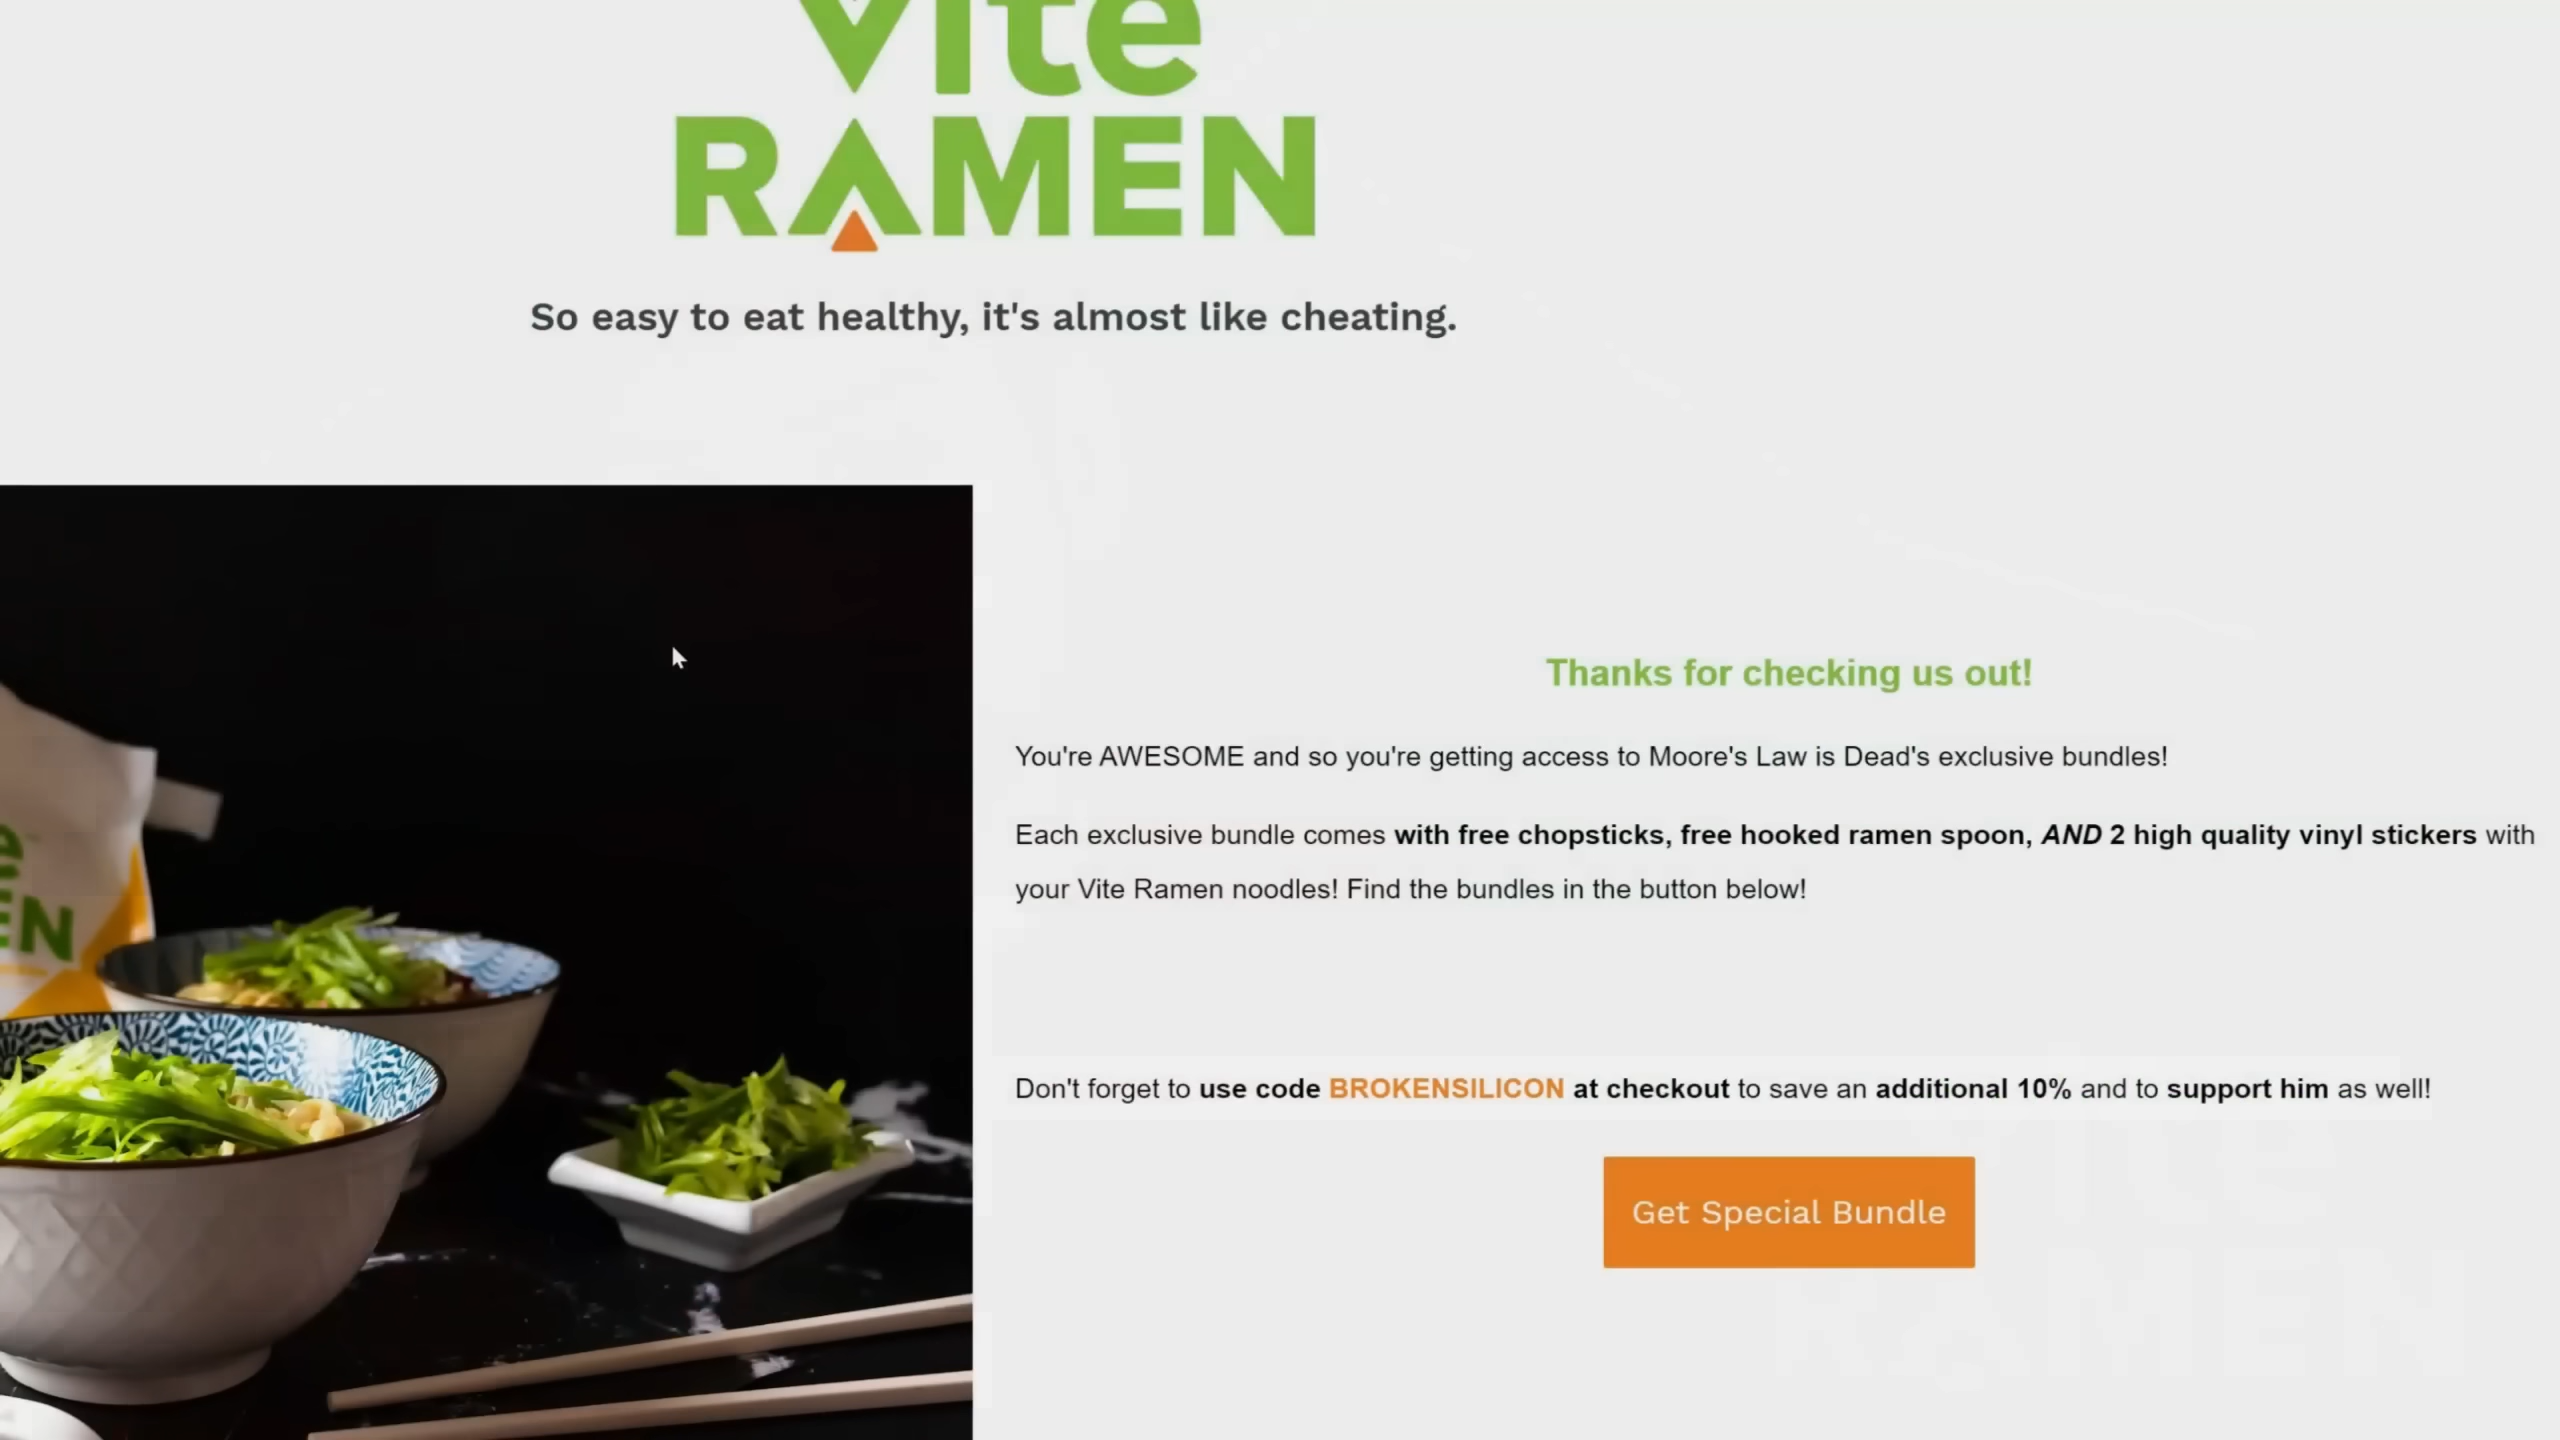 Vite
RAMEN
So easy to eat healthy, it's almost like cheating.
Thanks for checking us out!
You're AWESOME and so you're getting access to Moore's Law is Dead's exclusive bundles!
Each exclusive bundle comes with free chopsticks, free hooked ramen spoon, AND 2 high quality vinyl stickers with
your Vite Ramen noodles! Find the bundles in the button below!
e
EN
Don't forget to use code BROKENSILICON at checkout to save an additional 10% and to support him as well!
Get Special Bundle